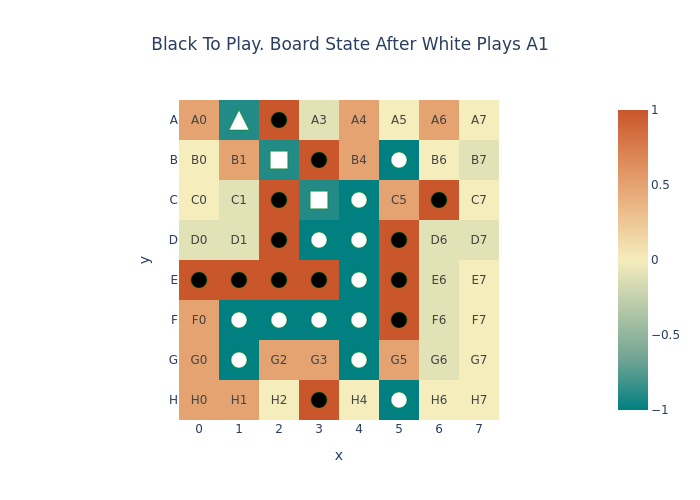 Black To Play. Board State After White Plays A1
A A0 A3 A4 A5 A6 A7
B B0 B1 B4 B6 B7
C C0 C1 C5 C7
D D0 D1 D6 D7
E E6 E7
F F0 F6 F7
G G0 G2 G3 G5 G6 G7
H H0 H1 H2 H4 H6 H7
0 1 2 3 4 5 6 7
x
y
1
0.5
0
−0.5
−1